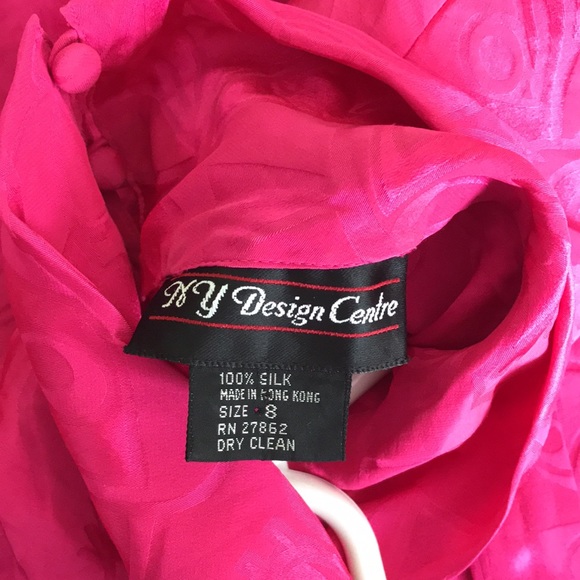 NY Design Centre
100% SILK
MADE IN HONG KONG
SIZE 8
RN 27862
DRY CLEAN